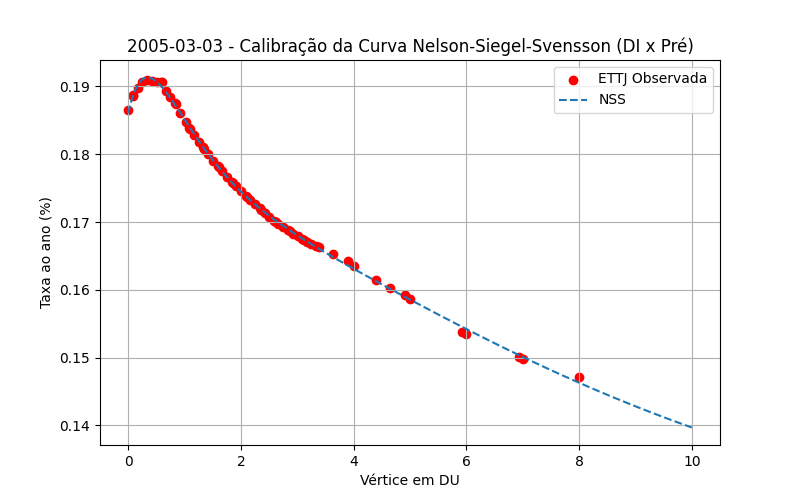 2005-03-03 - Calibração da Curva Nelson-Siegel-Svensson (DI x Pré)
ETTJ Observada
NSS
Taxa ao ano (%)
0.19
0.18
0.17
0.16
0.15
0.14
0
2
4
6
8
10
Vértice em DU